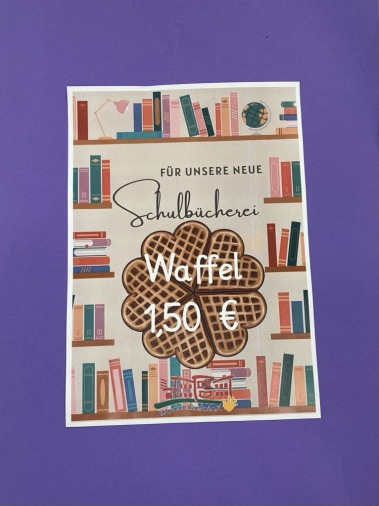 FÜR UNSERE NEUE
Schulbücherei
Waffel
1,50 €